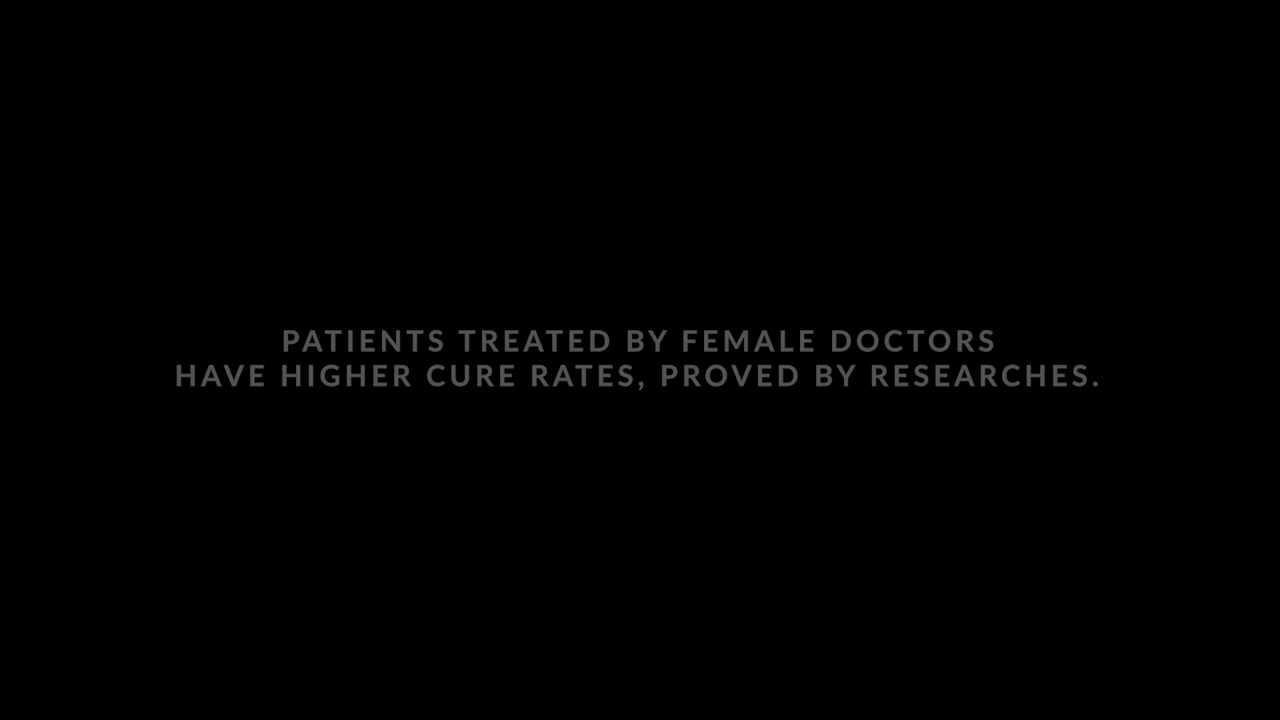 PATIENTS TREATED BY FEMALE DOCTORS
HAVE HIGHER CURE RATES, PROVED BY RESEARCHES.